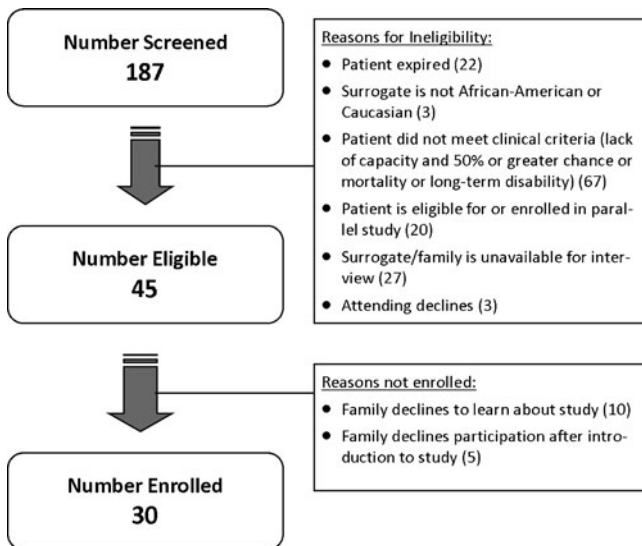 Number Screened
187
Reasons for Ineligibility:
• Patient expired (22)
• Surrogate is not African-American or
Caucasian (3)
• Patient did not meet clinical criteria (lack
of capacity and 50% or greater chance or
mortality or long-term disability) (67)
• Patient is eligible for or enrolled in paral-
lel study (20)
• Surrogate/family is unavailable for inter-
view (27)
• Attending declines (3)
Number Eligible
45
Reasons not enrolled:
• Family declines to learn about study (10)
• Family declines participation after intro-
duction to study (5)
Number Enrolled
30